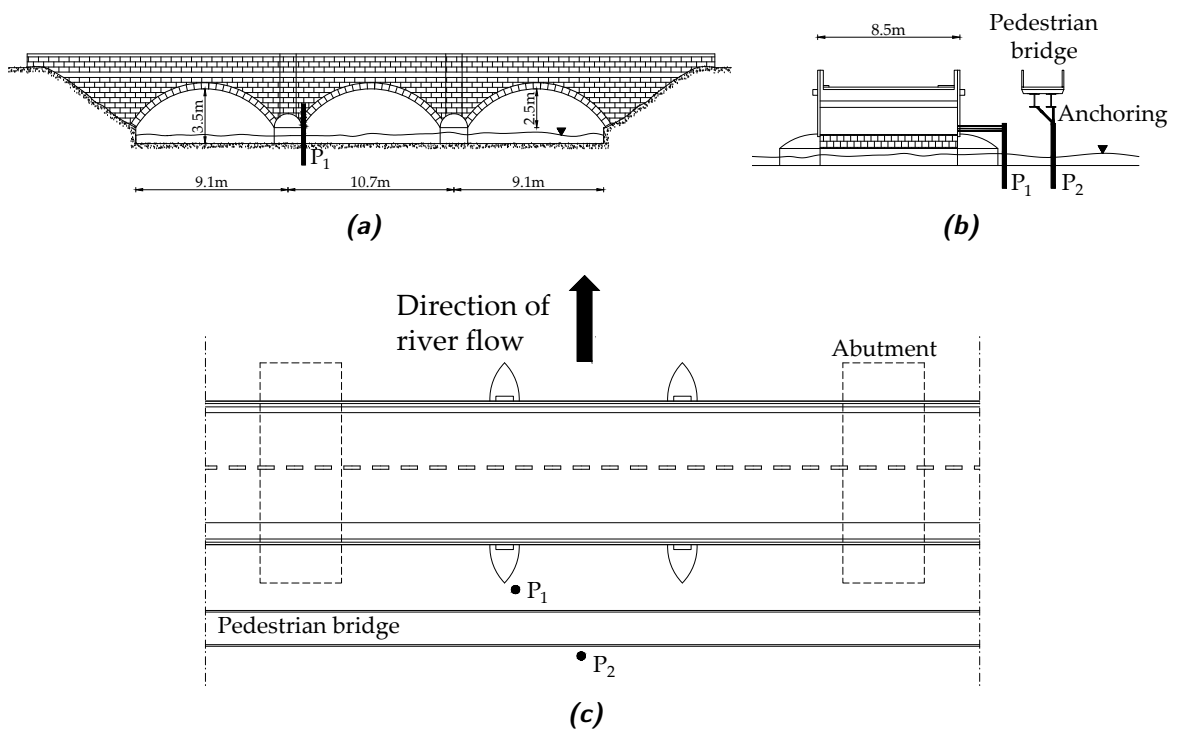 3.5m
2.5m
P1
9.1m
10.7m
9.1m
(a)
8.5m
Pedestrian
bridge
Anchoring
P1
P2
(b)
Direction of
river flow
Abutment
P1
Pedestrian bridge
P2
(c)